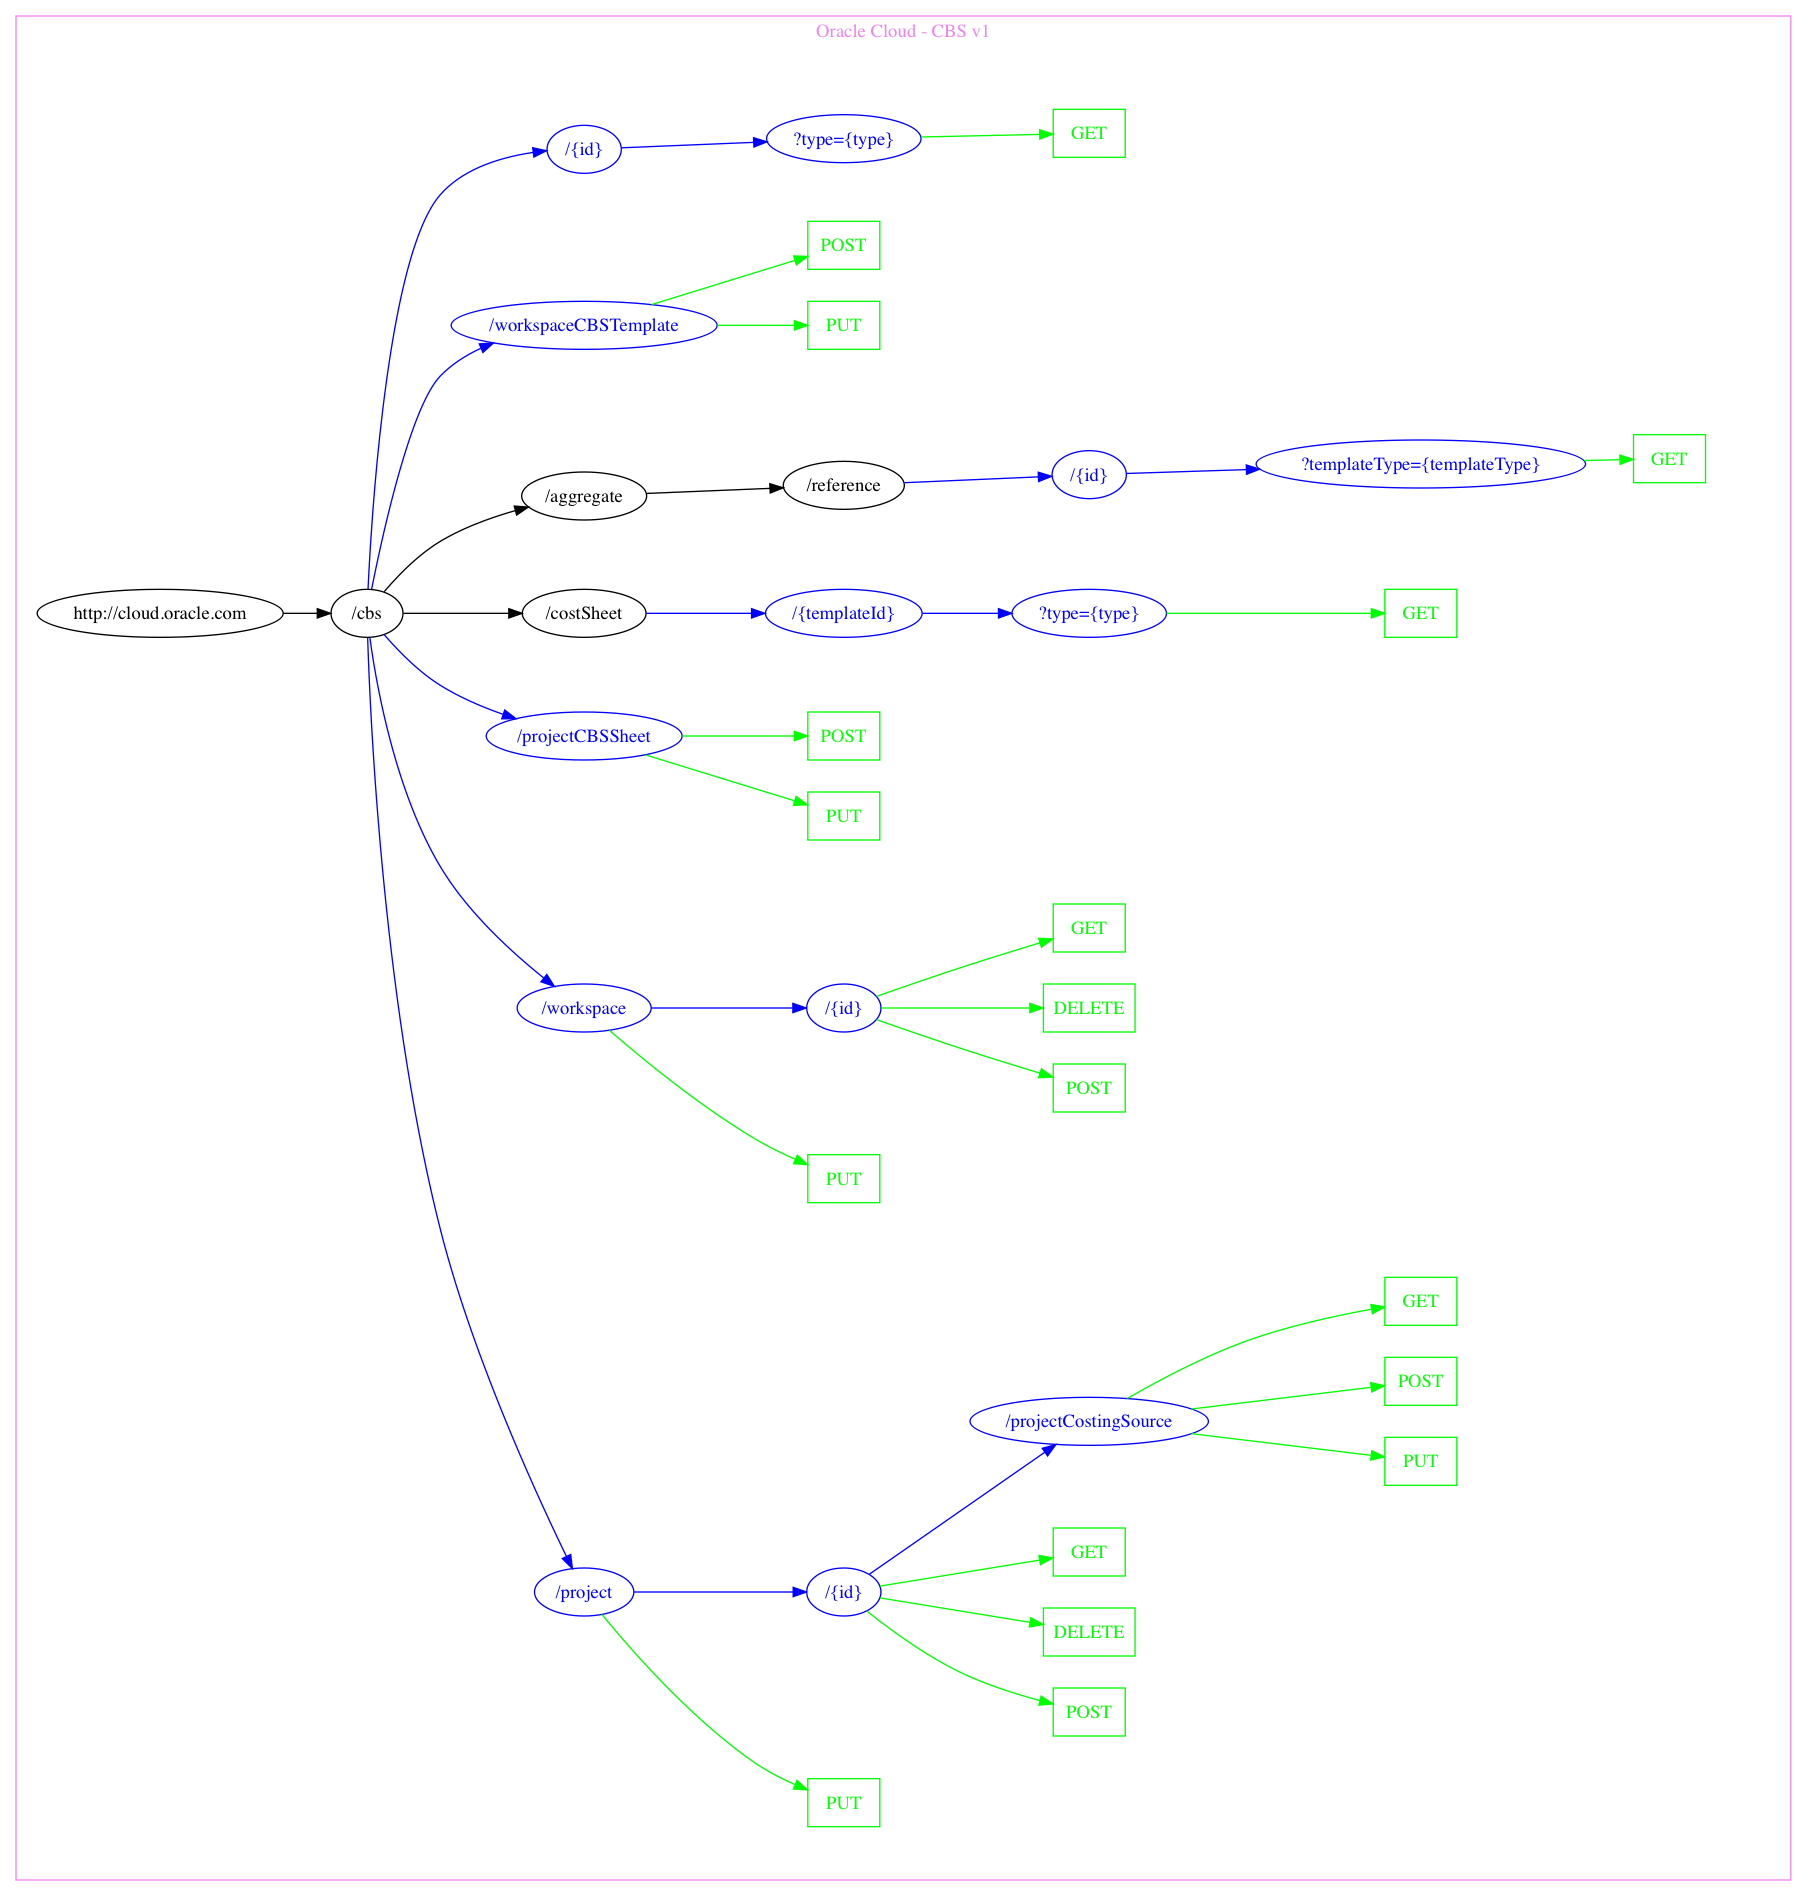 Oracle Cloud - CBS v1
/{id}
?type={type}
GET
POST
/workspaceCBSTemplate
PUT
/aggregate
/reference
/{id}
?templateType={templateType}
GET
http://cloud.oracle.com
/cbs
/costSheet
/{templateId}
?type={type}
GET
/projectCBSSheet
POST
PUT
GET
/workspace
/{id}
DELETE
POST
PUT
GET
POST
/projectCostingSource
PUT
GET
/project
/{id}
DELETE
POST
PUT